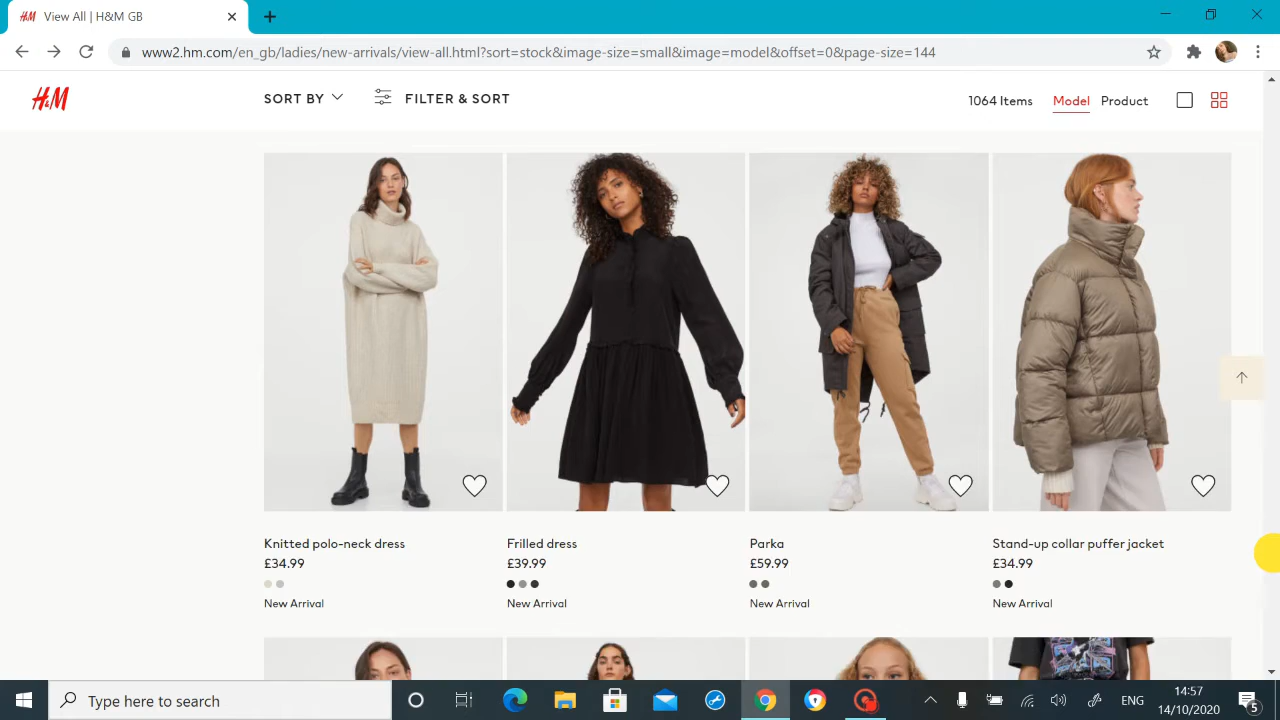 H&M View All | H&M GB
www2.hm.com/en_gb/ladies/new-arrivals/view-all.html?sort=stock&image-size=small&image=model&offset=0&page-size=144
H&M SORT BY FILTER & SORT 1064 Items Model Product
Knitted polo-neck dress Frilled dress Parka Stand-up collar puffer jacket
£34.99 £39.99 £59.99 £34.99
New Arrival New Arrival New Arrival New Arrival
Type here to search ENG 14:57
14/10/2020 5